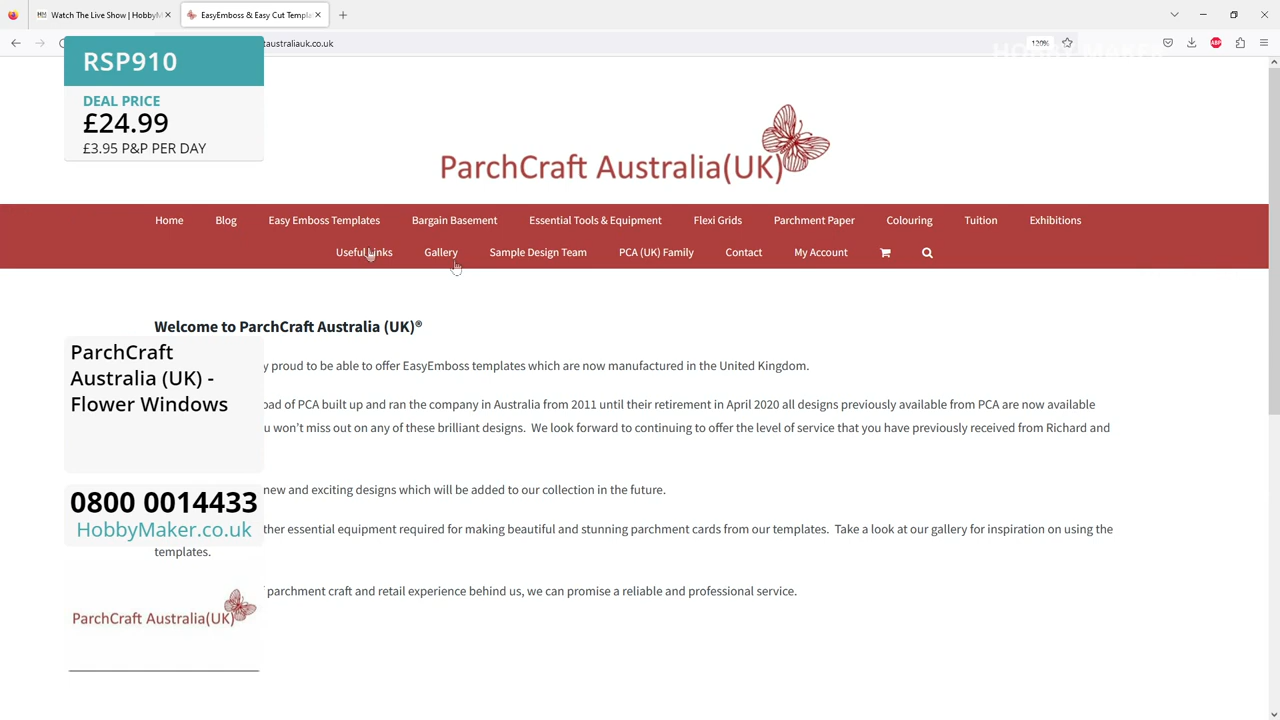 Watch The Live Show | Hobby
EasyEmboss & Easy Cut Templa
taustraliauk.co.uk
120%
HOBBY MAKER
RSP910
DEAL PRICE
£24.99
£3.95 P&P PER DAY
ParchCraft Australia(UK)
Home Blog Easy Emboss Templates Bargain Basement Essential Tools & Equipment Flexi Grids Parchment Paper Colouring Tuition Exhibitions
Useful Links Gallery Sample Design Team PCA (UK) Family Contact My Account
Welcome to ParchCraft Australia (UK)®
y proud to be able to offer EasyEmboss templates which are now manufactured in the United Kingdom.
oad of PCA built up and ran the company in Australia from 2011 until their retirement in April 2020 all designs previously available from PCA are now available
u won't miss out on any of these brilliant designs. We look forward to continuing to offer the level of service that you have previously received from Richard and
new and exciting designs which will be added to our collection in the future.
ther essential equipment required for making beautiful and stunning parchment cards from our templates. Take a look at our gallery for inspiration on using the
templates.
parchment craft and retail experience behind us, we can promise a reliable and professional service.
ParchCraft
Australia (UK) -
Flower Windows
0800 0014433
HobbyMaker.co.uk
ParchCraft Australia(UK)